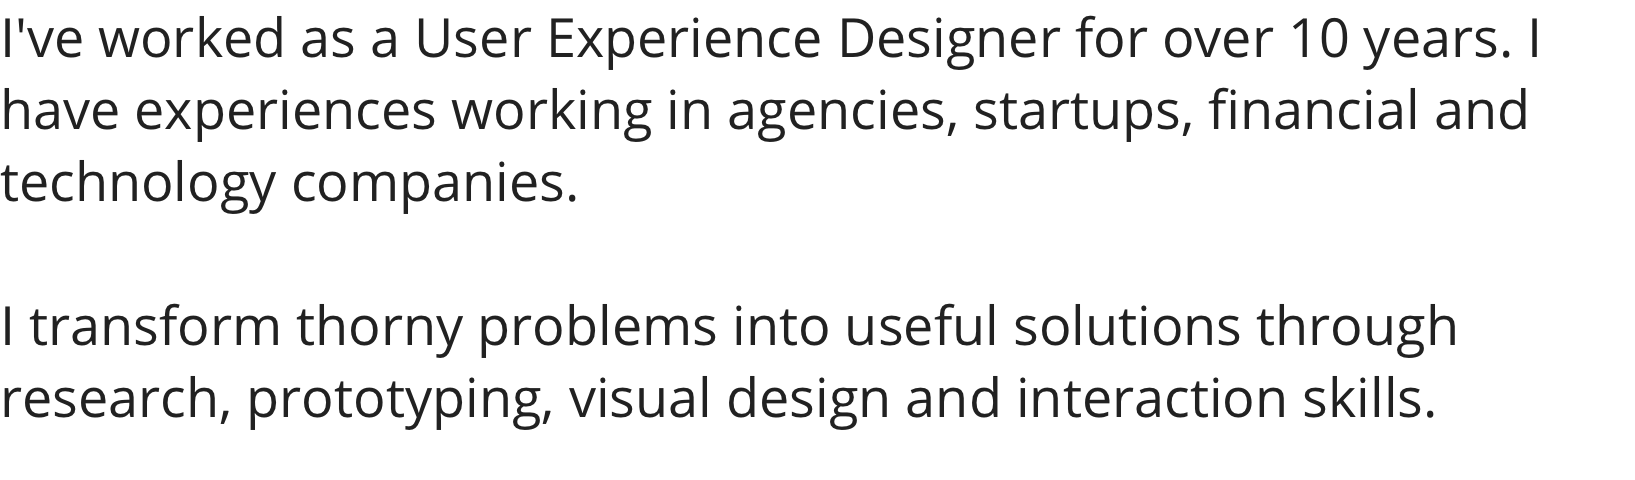 I've worked as a User Experience Designer for over 10 years. I
have experiences working in agencies, startups, financial and
technology companies.
I transform thorny problems into useful solutions through
research, prototyping, visual design and interaction skills.